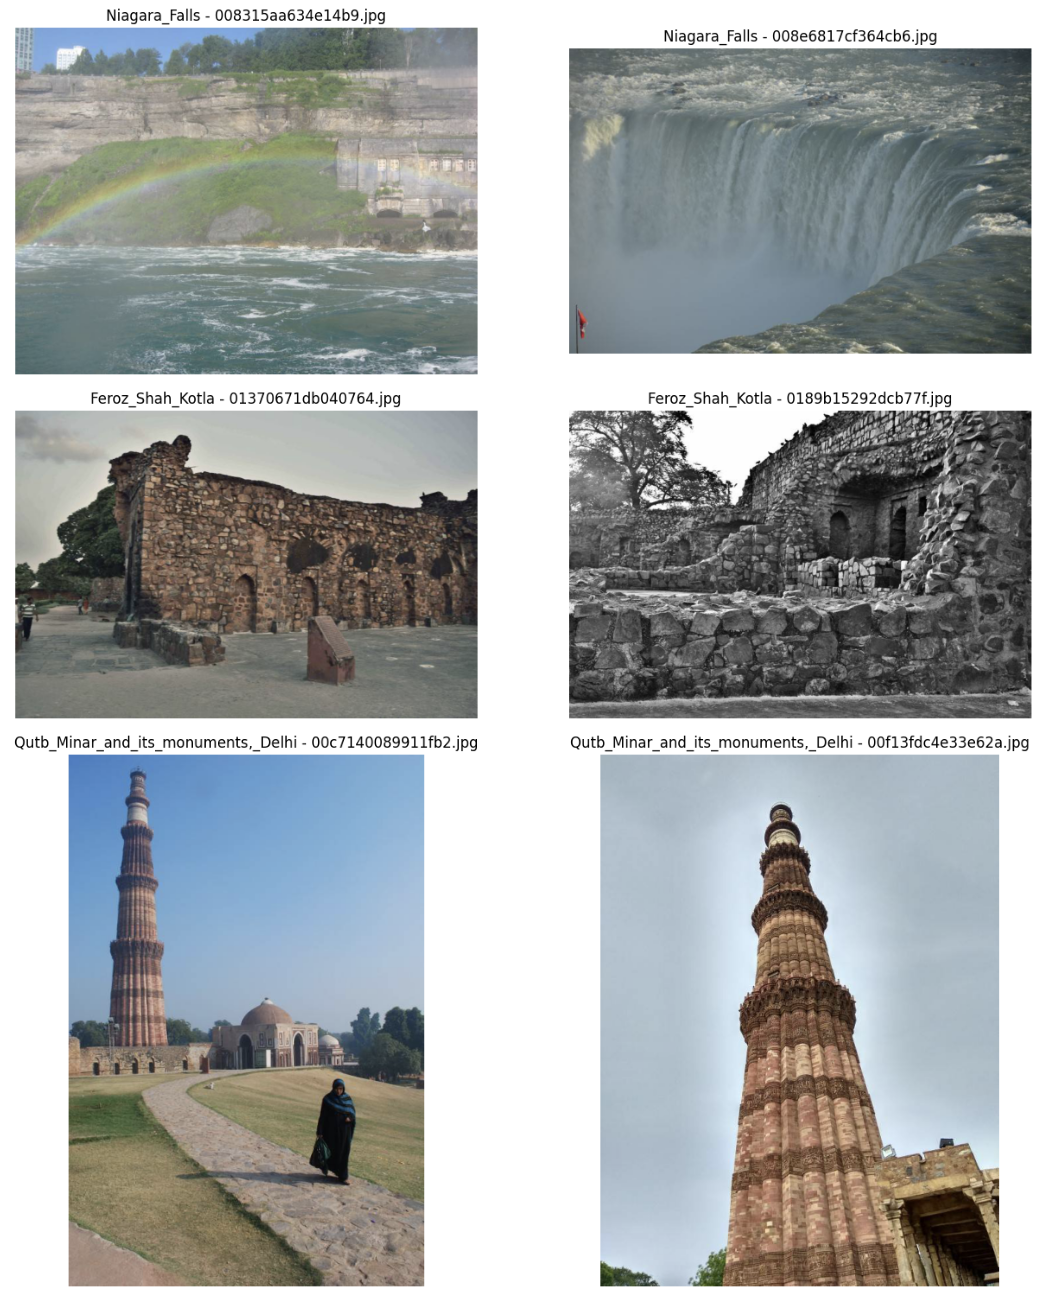 Niagara_Falls - 008315aa634e14b9.jpg
Niagara_Falls - 008e6817cf364cb6.jpg
Feroz_Shah_Kotla - 01370671db040764.jpg
Feroz_Shah_Kotla - 0189b15292dcb77f.jpg
Qutb_Minar_and_its_monuments,_Delhi - 00c7140089911fb2.jpg
Qutb_Minar_and_its_monuments,_Delhi - 00f13fdc4e33e62a.jpg